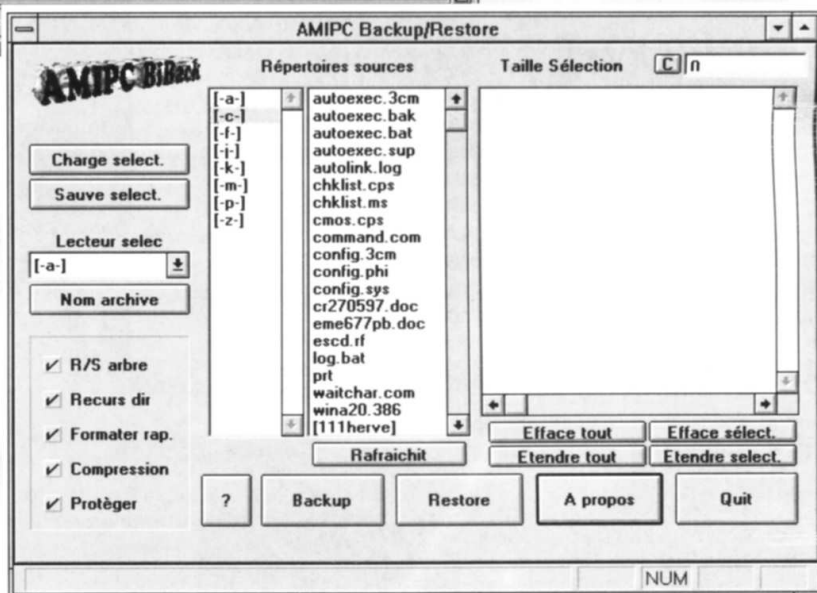 AMIPC Backup/Restore
AMIPC BiBack
Répertoires sources
Taille Sélection
C
Charge select.
Sauve select.
Lecteur selec
[-a-]
Nom archive
R/S arbre
Recurs dir
Formater rap.
Compression
Protèger
[-a-]
[-c-]
[-f-]
[-j-]
[-k-]
[-m-]
[-p-]
[-z-]
autoexec.3cm
autoexec.bak
autoexec.bat
autoexec.sup
autolink.log
chklist.cps
chklist.ms
cmos.cps
command.com
config.3cm
config.phi
config.sys
cr270597.doc
eme677pb.doc
escd.rf
log.bat
prt
waitchar.com
wina20.386
[111herve]
Rafraichit
Efface tout
Efface sélect.
Etendre tout
Etendre select.
?
Backup
Restore
A propos
Quit
NUM